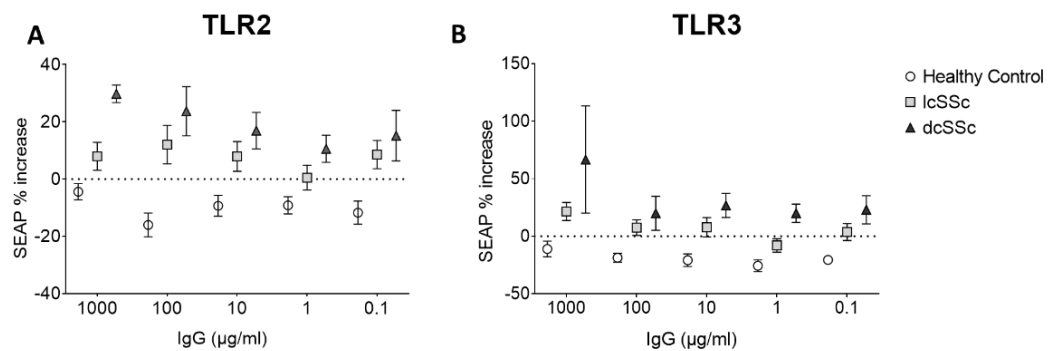 A
TLR2
SEAP % increase
40
20
0
-20
-40
1000
100
10
1
0.1
IgG (µg/ml)
B
TLR3
SEAP % increase
150
100
50
0
-50
1000
100
10
1
0.1
IgG (µg/ml)
Healthy Control
lcSSc
dcSSc